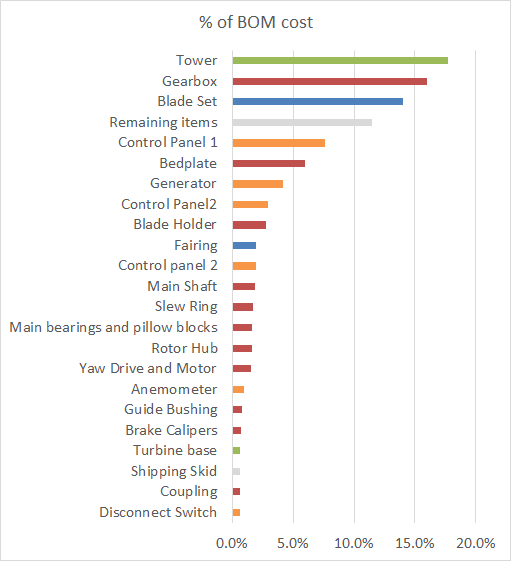 % of BOM cost
Tower
Gearbox
Blade Set
Remaining items
Control Panel 1
Bedplate
Generator
Control Panel2
Blade Holder
Fairing
Control panel 2
Main Shaft
Slew Ring
Main bearings and pillow blocks
Rotor Hub
Yaw Drive and Motor
Anemometer
Guide Bushing
Brake Calipers
Turbine base
Shipping Skid
Coupling
Disconnect Switch
0.0% 5.0% 10.0% 15.0% 20.0%